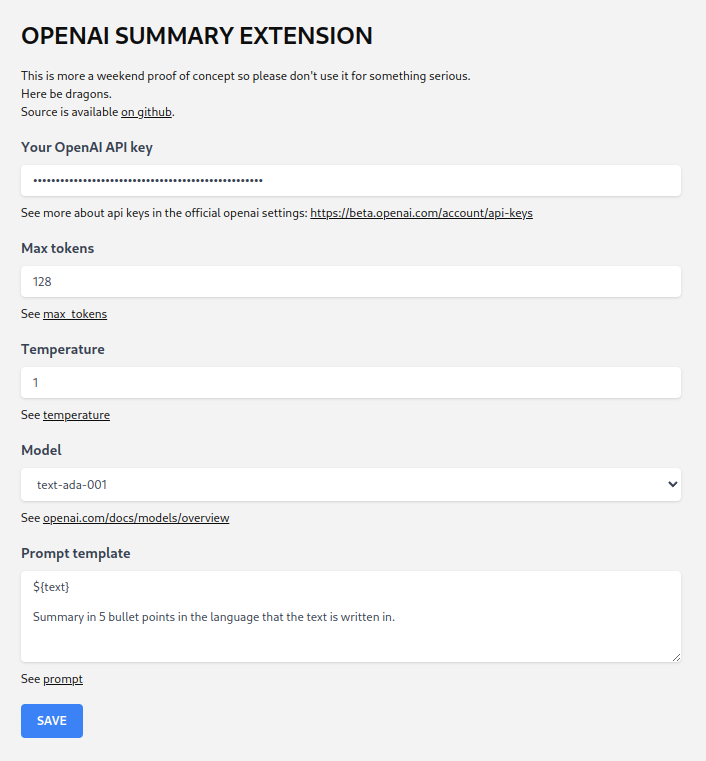 OPENAI SUMMARY EXTENSION
This is more a weekend proof of concept so please don't use it for something serious.
Here be dragons.
Source is available on github.
Your OpenAI API key
••••••••••••••••••••••••••••••••••••••••••••••••••
See more about api keys in the official openai settings: https://beta.openai.com/account/api-keys
Max tokens
128
See max_tokens
Temperature
1
See temperature
Model
text-ada-001
See openai.com/docs/models/overview
Prompt template
${text}
Summary in 5 bullet points in the language that the text is written in.
See prompt
SAVE